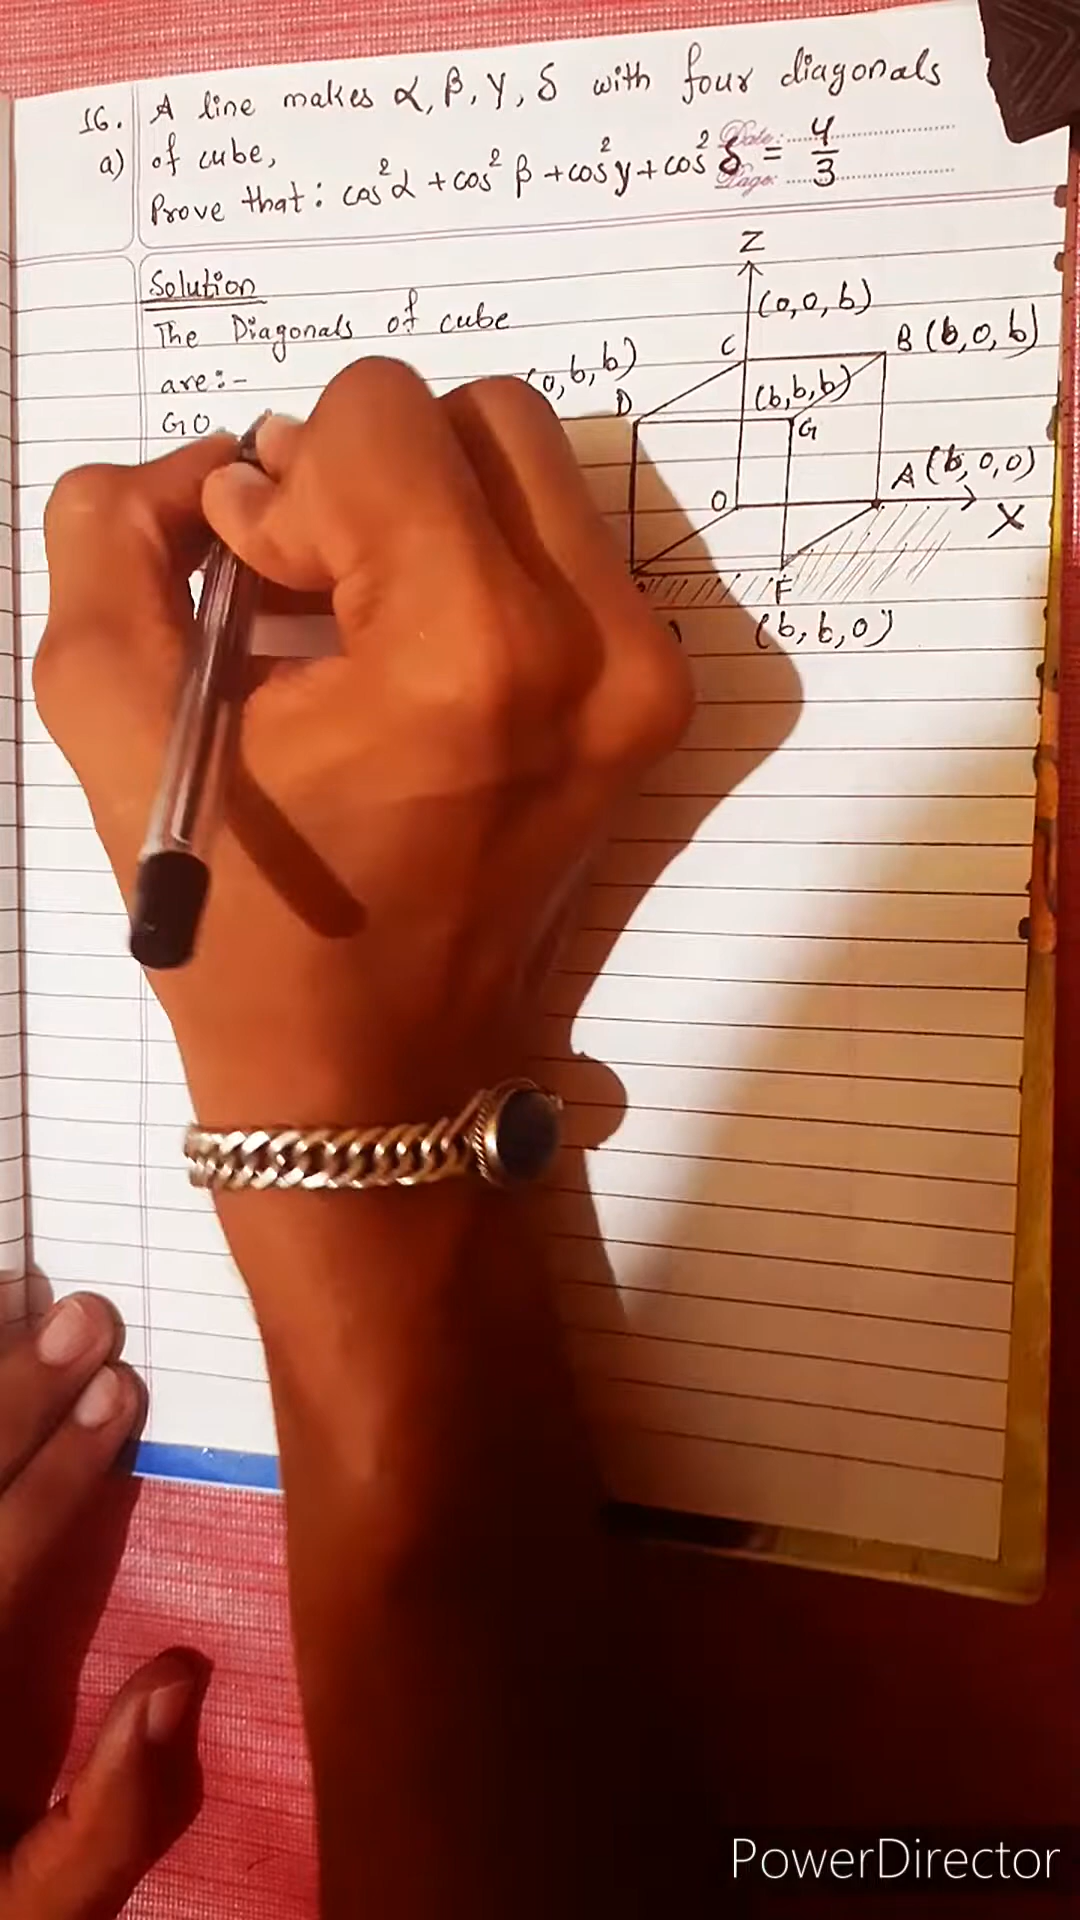 16. A line makes α, β, γ, δ with four diagonals
a) of cube,
Date:
Prove that : cos²α + cos²β + cos²γ + cos²δ = 4/3
Page:
Solution
The Diagonals of cube
are:-
GO
Z
(0,0,b)
C
B (b,0,b)
(0,b,b)
D
(b,b,b)
G
A (b,0,0)
O
X
F
(b,b,0)
PowerDirector